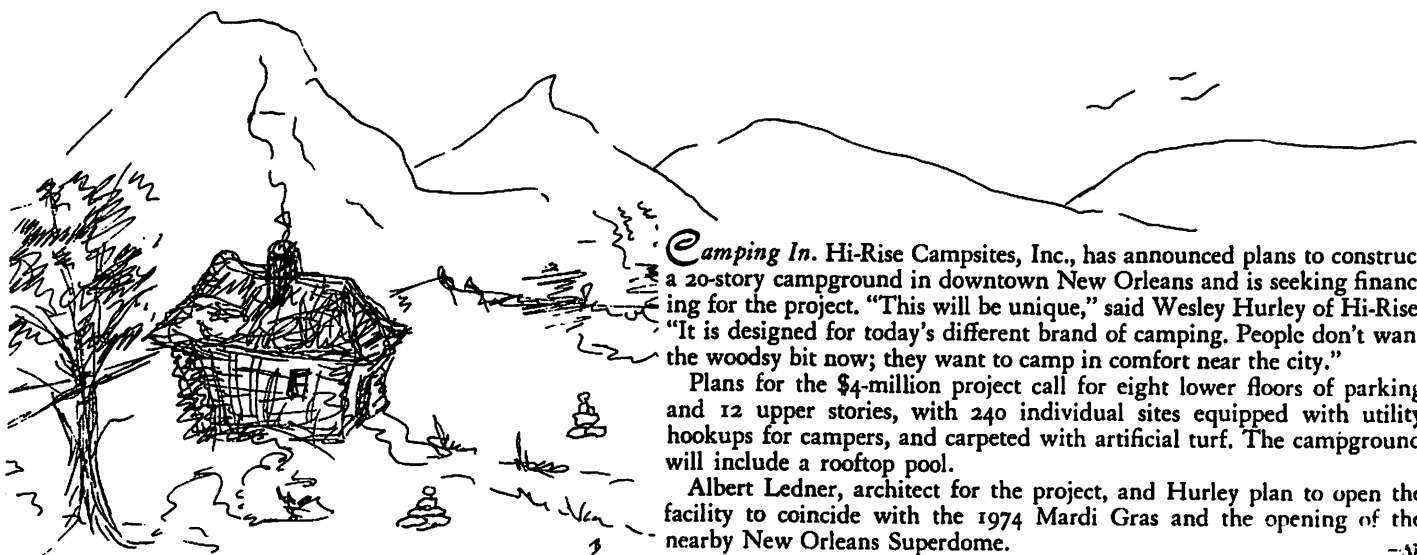 Camping In. Hi-Rise Campsites, Inc., has announced plans to construc
a 20-story campground in downtown New Orleans and is seeking financ
ing for the project. “This will be unique,” said Wesley Hurley of Hi-Rise
“It is designed for today’s different brand of camping. People don’t wan
the woodsy bit now; they want to camp in comfort near the city.”
Plans for the $4-million project call for eight lower floors of parking
and 12 upper stories, with 240 individual sites equipped with utility
hookups for campers, and carpeted with artificial turf. The campground
will include a rooftop pool.
Albert Ledner, architect for the project, and Hurley plan to open the
facility to coincide with the 1974 Mardi Gras and the opening of the
nearby New Orleans Superdome.